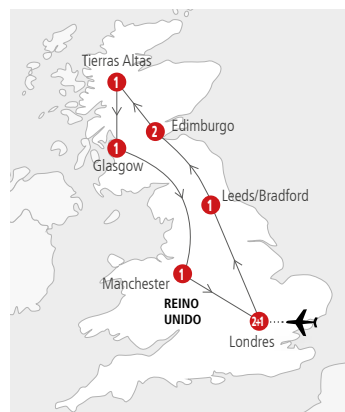 Tierras Altas
1
2
Edimburgo
1
Glasgow
1
Leeds/Bradford
1
Manchester
REINO
UNIDO
2+1
Londres